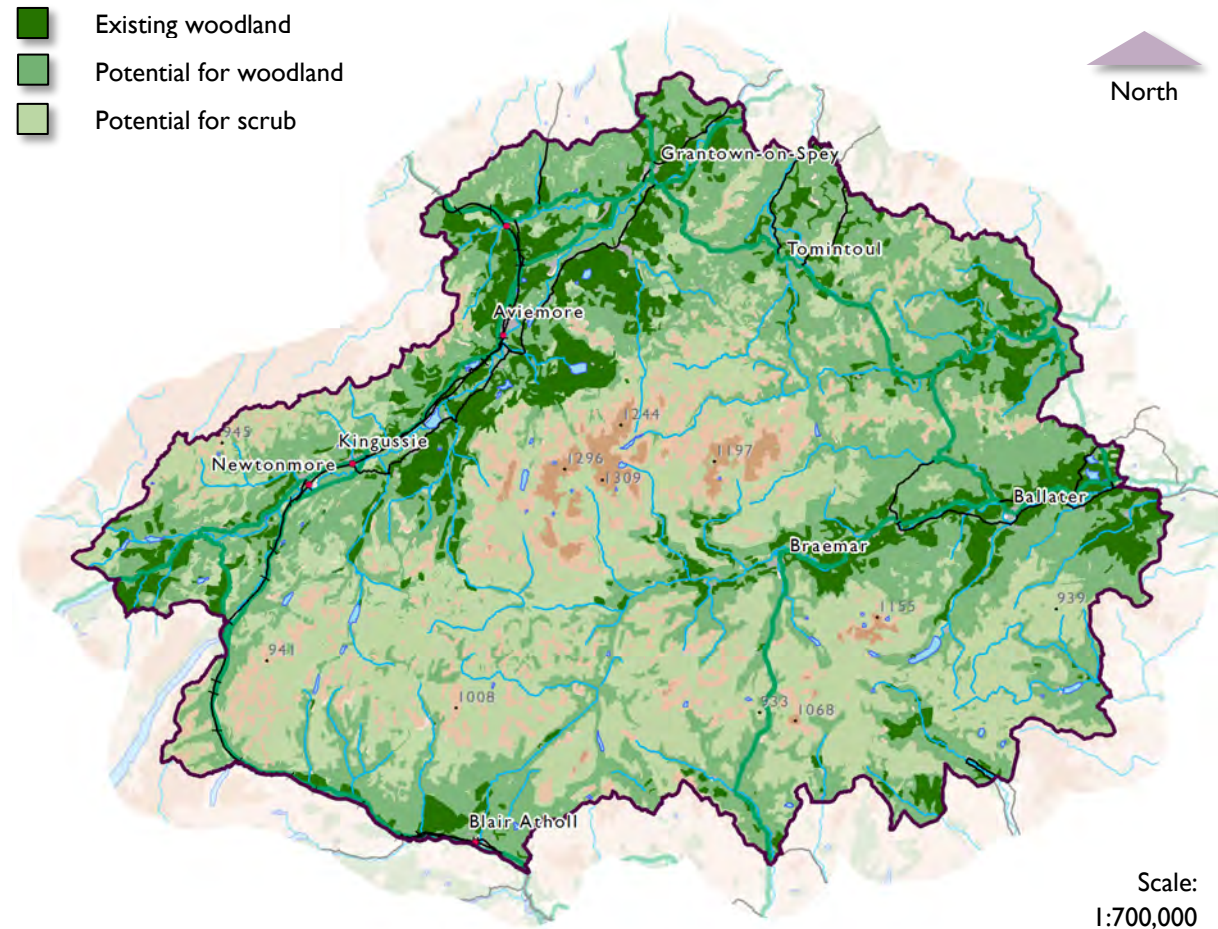 Existing woodland
Potential for woodland
Potential for scrub
North
Grantown-on-Spey
Tomintoul
Aviemore
1244
945
Kingussie
1197
Newtonmore
1296
1309
Ballater
Braemar
939
1155
941
1008
933
1068
Blair Atholl
Scale:
1:700,000